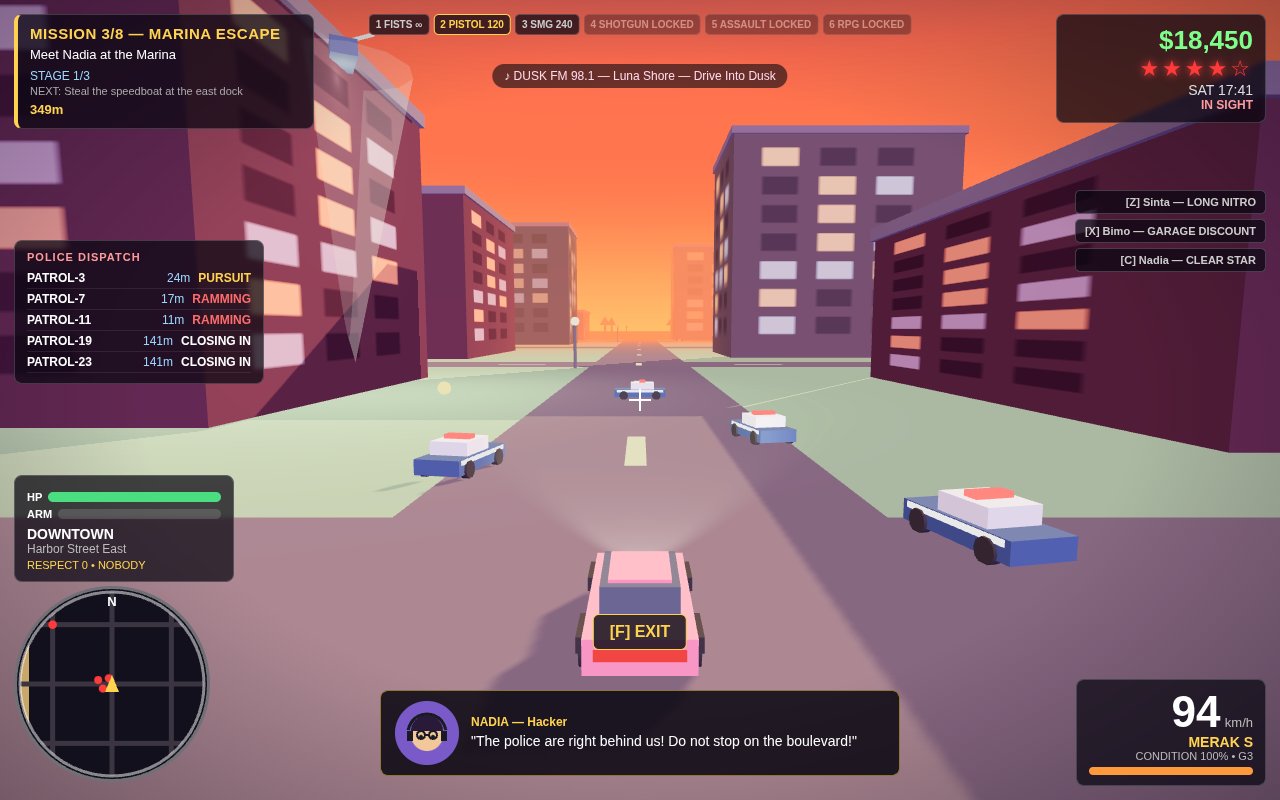 MISSION 3/8 — MARINA ESCAPE
Meet Nadia at the Marina
STAGE 1/3
NEXT: Steal the speedboat at the east dock
349m
1 FISTS ∞
2 PISTOL 120
3 SMG 240
4 SHOTGUN LOCKED
5 ASSAULT LOCKED
6 RPG LOCKED
♪ DUSK FM 98.1 — Luna Shore — Drive Into Dusk
$18,450
★★★★☆
SAT 17:41
IN SIGHT
[Z] Sinta — LONG NITRO
[X] Bimo — GARAGE DISCOUNT
[C] Nadia — CLEAR STAR
POLICE DISPATCH
PATROL-3 24m PURSUIT
PATROL-7 17m RAMMING
PATROL-11 11m RAMMING
PATROL-19 141m CLOSING IN
PATROL-23 141m CLOSING IN
HP
ARM
DOWNTOWN
Harbor Street East
RESPECT 0 • NOBODY
N
[F] EXIT
NADIA — Hacker
"The police are right behind us! Do not stop on the boulevard!"
94 km/h
MERAK S
CONDITION 100% • G3